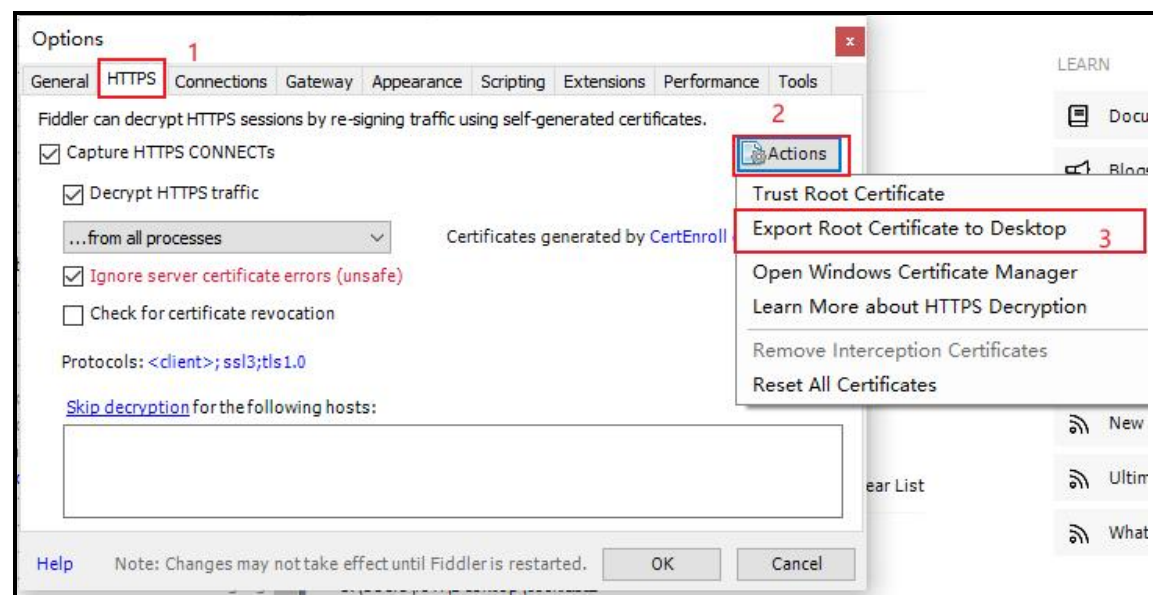 Options
1
General HTTPS Connections Gateway Appearance Scripting Extensions Performance Tools
Fiddler can decrypt HTTPS sessions by re-signing traffic using self-generated certificates.
2
Capture HTTPS CONNECTs
Actions
Decrypt HTTPS traffic
...from all processes
Certificates generated by CertEnroll
Ignore server certificate errors (unsafe)
Check for certificate revocation
Protocols: <client>;ssl3;tls1.0
Skip decryption for the following hosts:
Trust Root Certificate
Export Root Certificate to Desktop
3
Open Windows Certificate Manager
Learn More about HTTPS Decryption
Remove Interception Certificates
Reset All Certificates
Help Note: Changes may not take effect until Fiddler is restarted. OK Cancel
LEARN
Docu
Blogs
New
Ultim
ear List
What